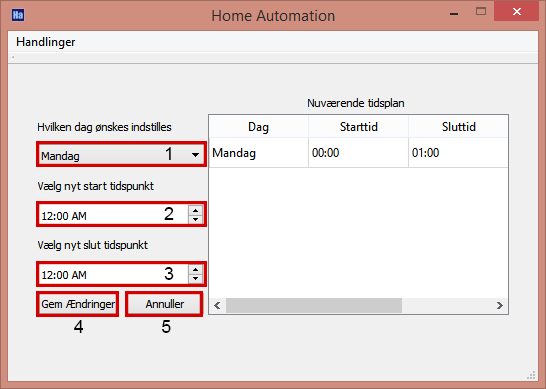 Ha Home Automation
Handlinger
Nuværende tidsplan
Hvilken dag ønskes indstilles
Mandag 1
Vælg nyt start tidspunkt
12:00 AM 2
Vælg nyt slut tidspunkt
12:00 AM 3
Gem Ændringer Annuller
4 5
Dag Starttid Sluttid
Mandag 00:00 01:00